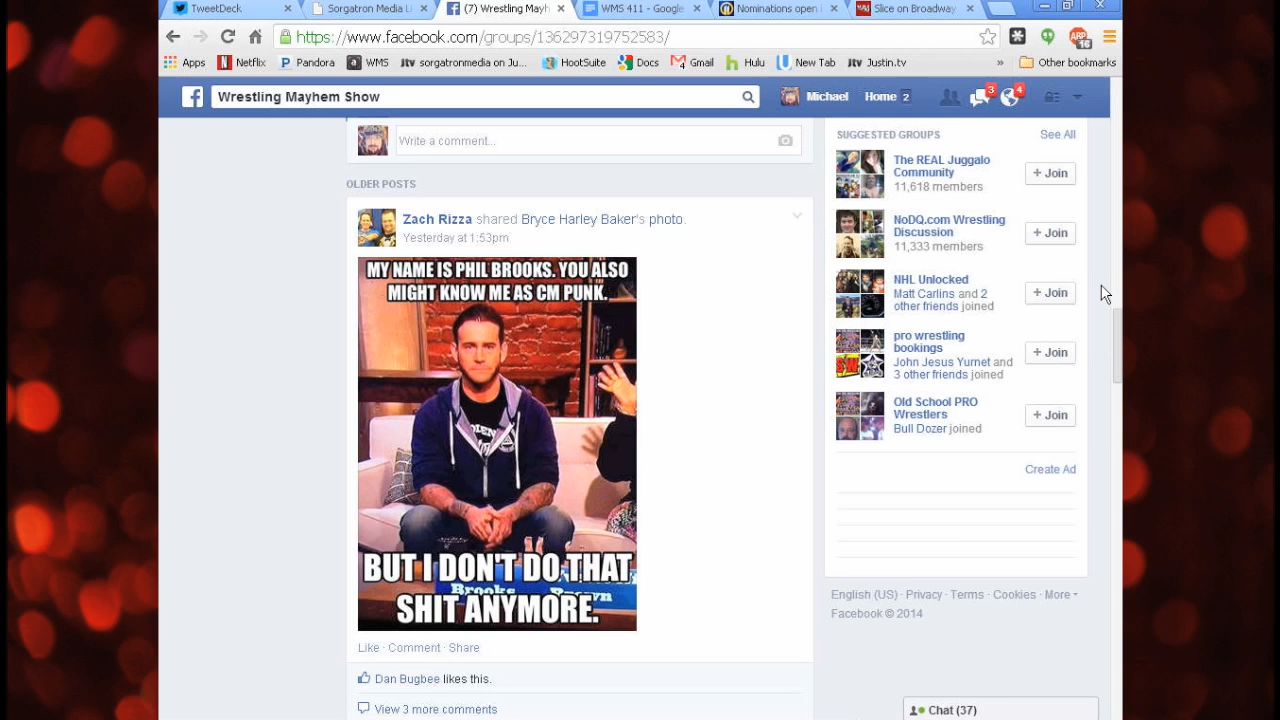 TweetDeck
Sorgatron Media Li
(7) Wrestling Mayh
WMS 411 - Google
Nominations open
Slice on Broadway
https://www.facebook.com/groups/136297319752583/
ABP
16
Apps
Netflix
Pandora
WMS
sorgatronmedia on Ju...
HootSuite
Docs
Gmail
Hulu
New Tab
Justin.tv
»
Other bookmarks
Wrestling Mayhem Show
Michael
Home 2
3
4
Write a comment...
OLDER POSTS
Zach Rizza shared Bryce Harley Baker's photo.
Yesterday at 1:53pm
MY NAME IS PHIL BROOKS. YOU ALSO
MIGHT KNOW ME AS CM PUNK.
BUT I DON'T DO THAT
Brooks
SHIT ANYMORE.
Like · Comment · Share
Dan Bugbee likes this.
View 3 more comments
SUGGESTED GROUPS
See All
The REAL Juggalo
Community
11,618 members
+ Join
NoDQ.com Wrestling
Discussion
11,333 members
+ Join
NHL Unlocked
Matt Carlins and 2
other friends joined
+ Join
pro wrestling
bookings
John Jesus Yurnet and
3 other friends joined
+ Join
Old School PRO
Wrestlers
Bull Dozer joined
+ Join
Create Ad
English (US) · Privacy · Terms · Cookies · More
Facebook © 2014
Chat (37)